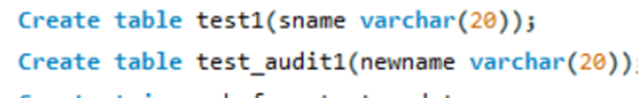 Create table test1(sname varchar(20));
Create table test_audit1(newname varchar(20));